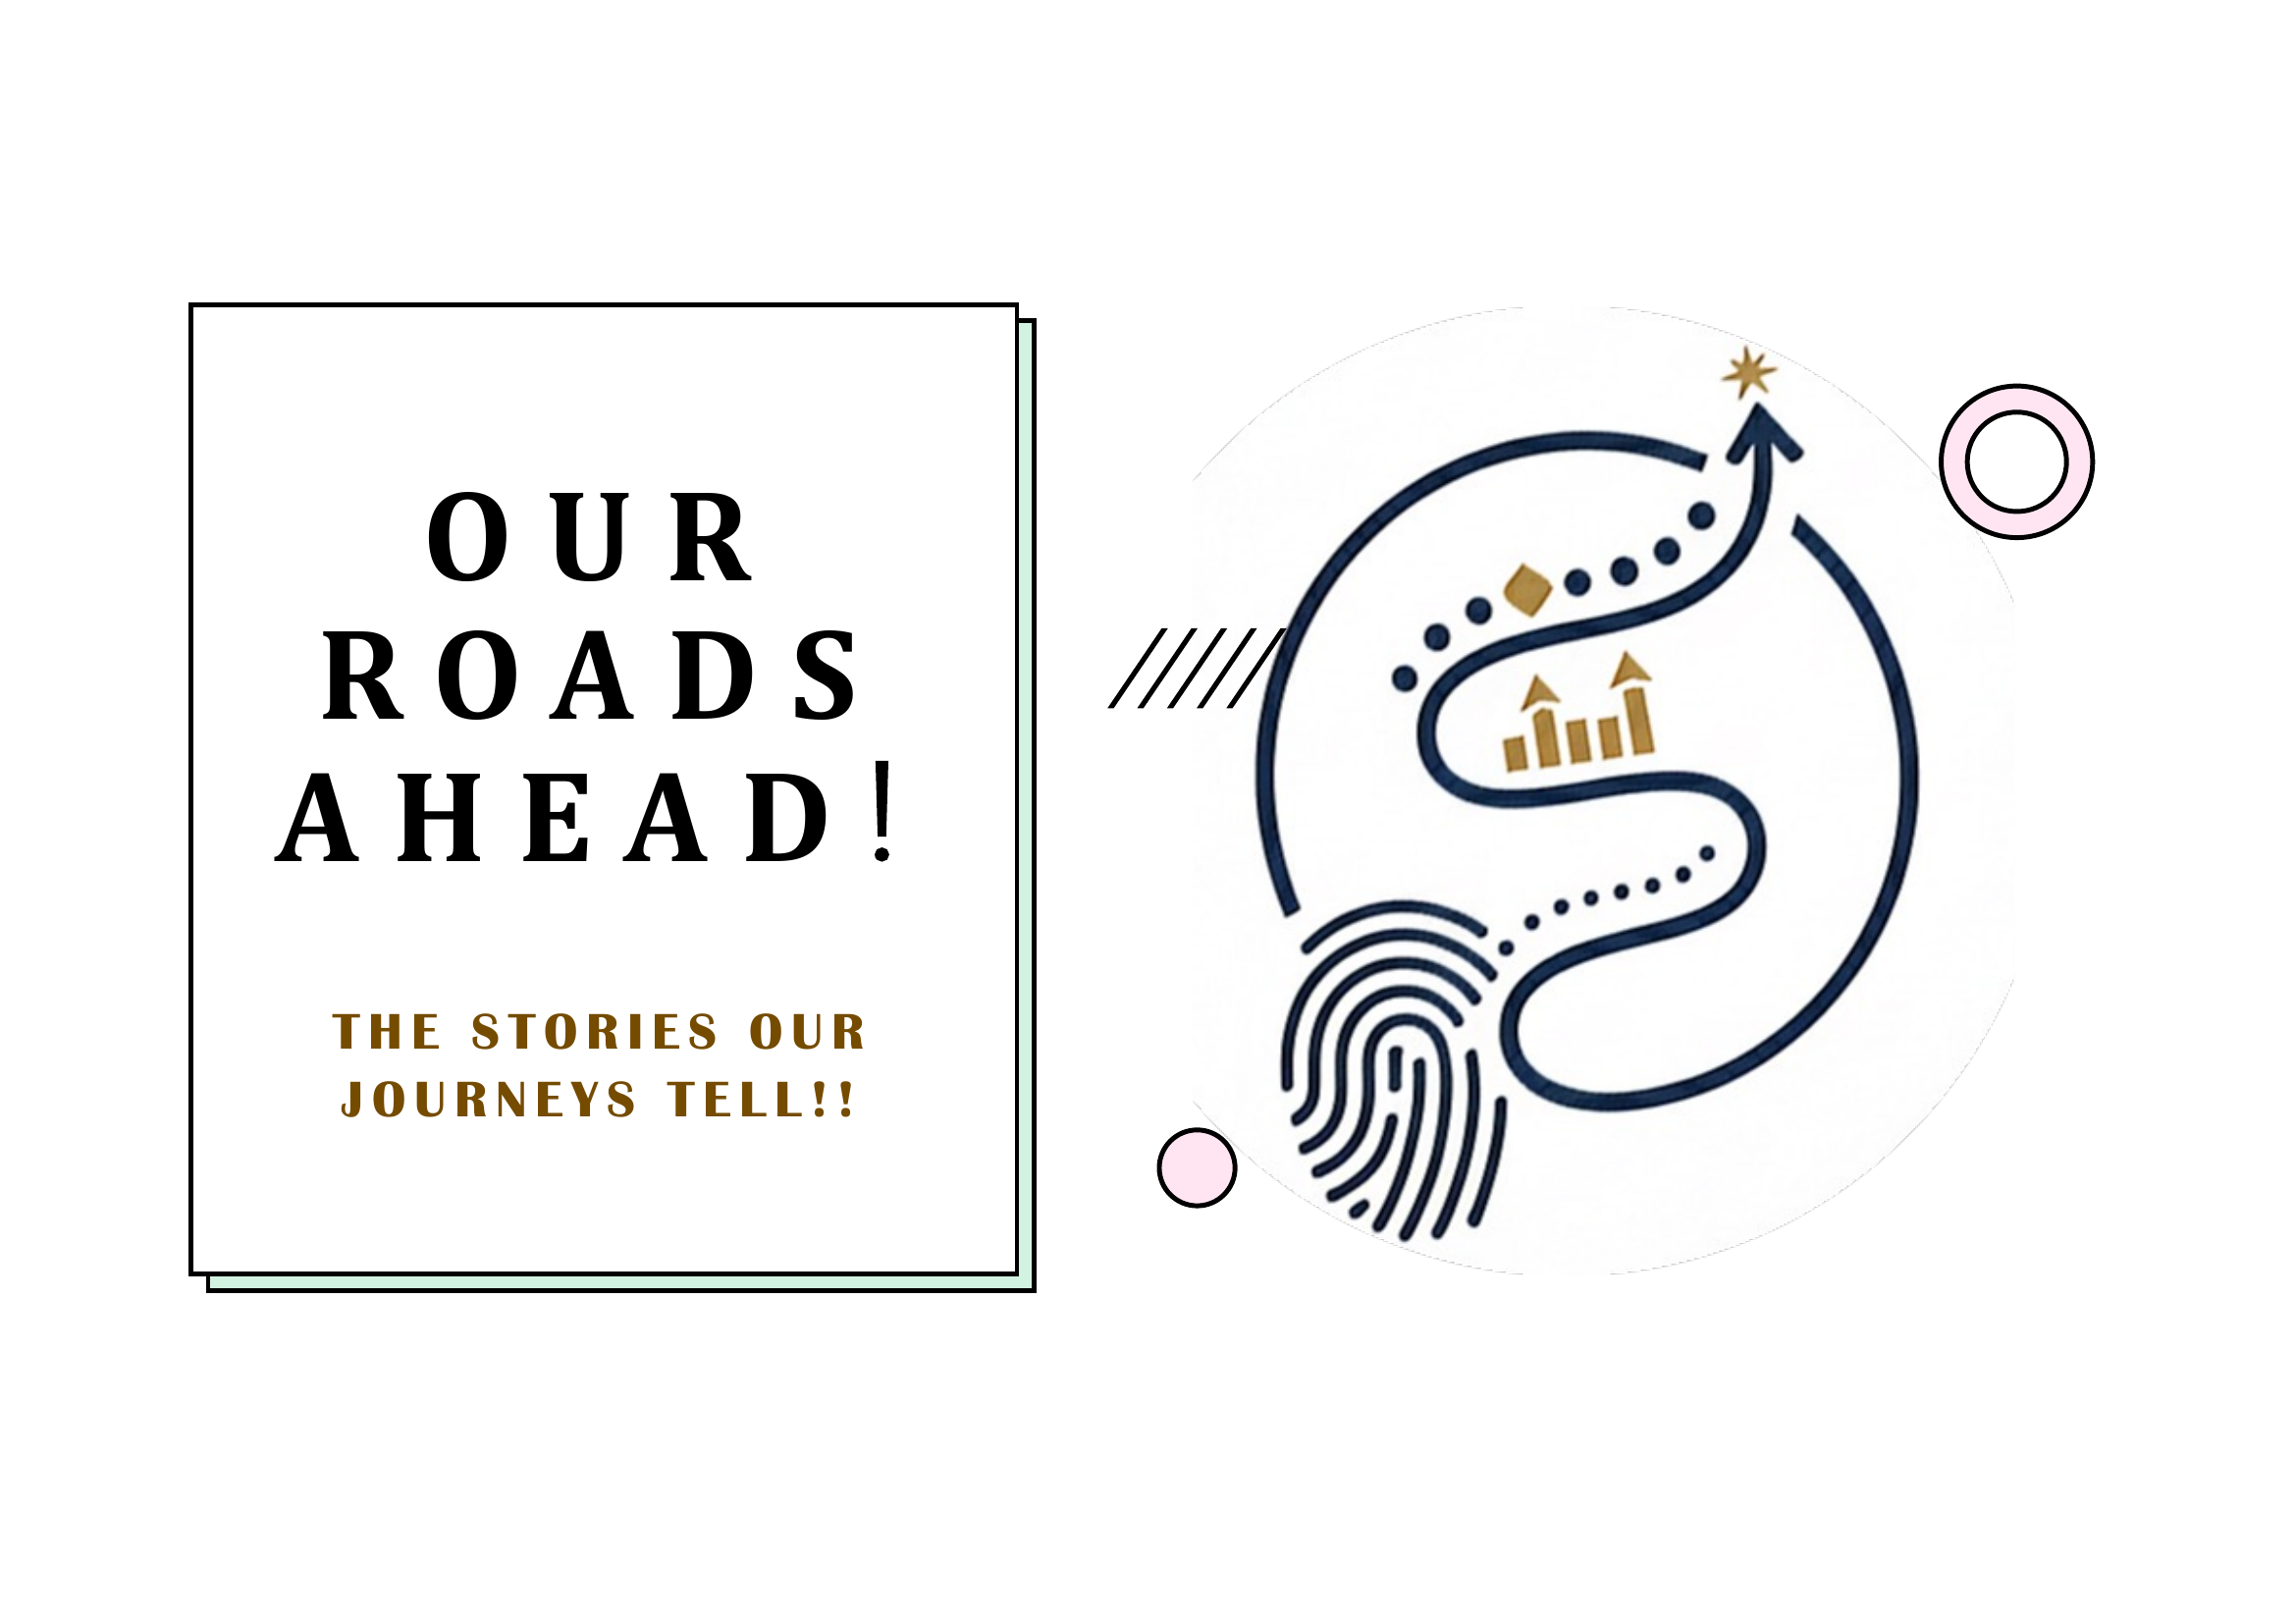 OUR
ROADS
AHEAD!
THE STORIES OUR
JOURNEYS TELL!!